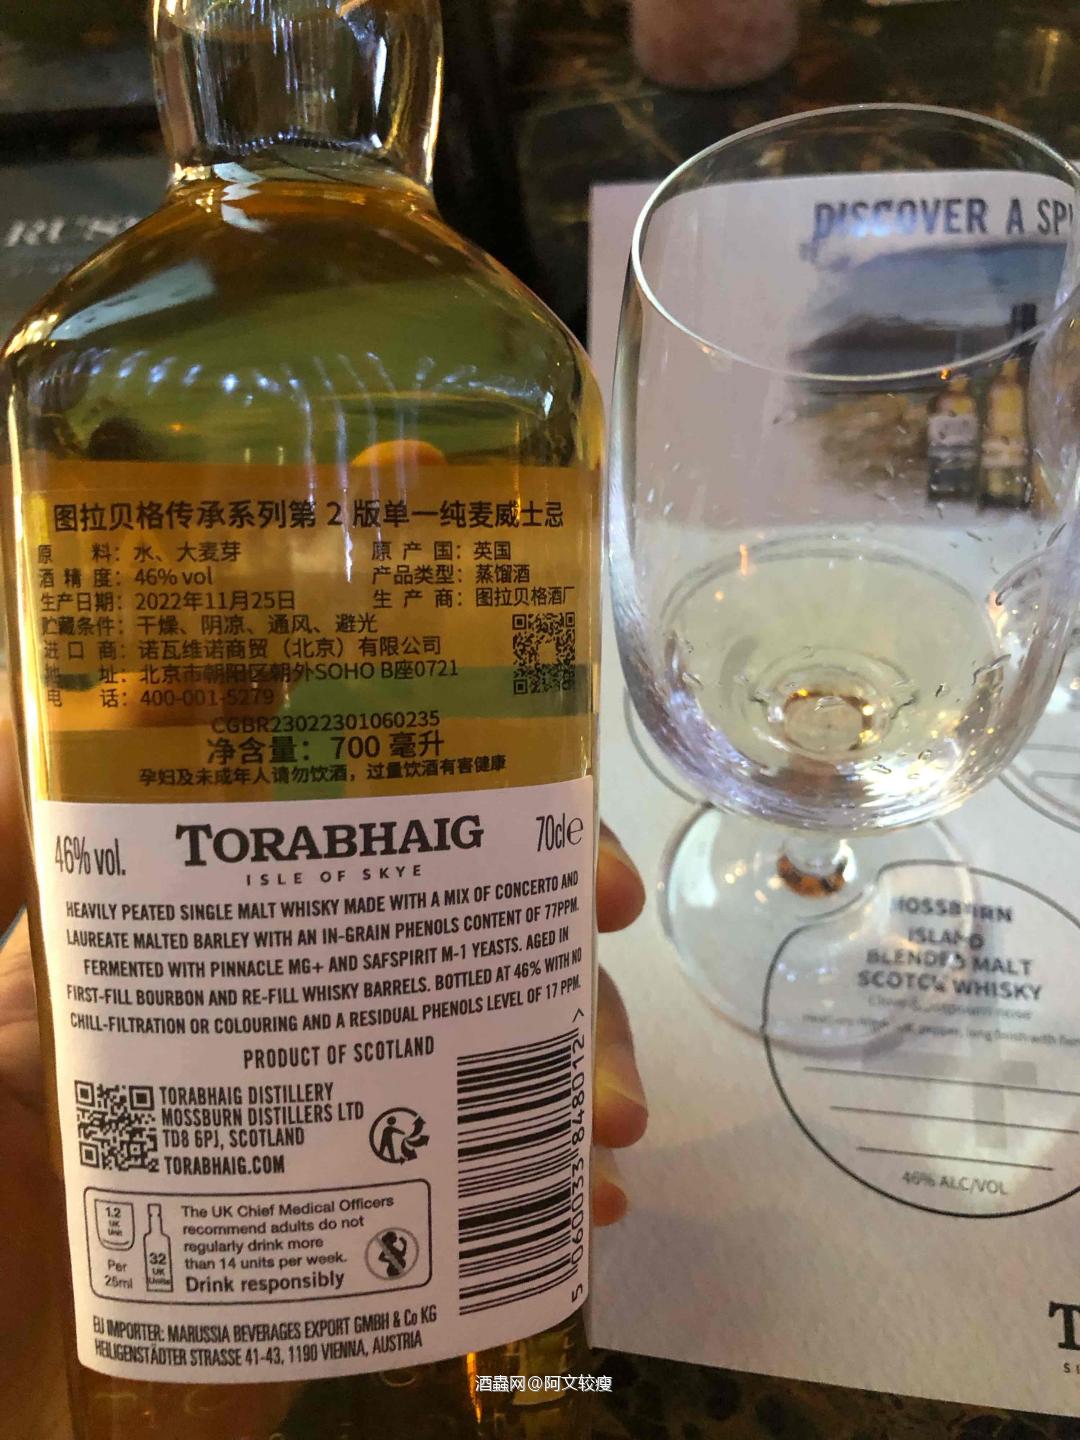 DISCOVER A SP
图拉贝格传承系列第 2 版单一纯麦威士忌
原 料：水、大麦芽 原产国：英国
酒精度：46% vol 产品类型：蒸馏酒
生产日期：2022年11月25日 生产商：图拉贝格酒厂
贮藏条件：干燥、阴凉、通风、避光
进口商：诺瓦维诺商贸（北京）有限公司
地 址：北京市朝阳区朝外SOHO B座0721
电 话：400-001-5279
CGBR23022301060235
净含量：700 毫升
孕妇及未成年人请勿饮酒，过量饮酒有害健康
46% vol. TORABHAIG 70cl e
ISLE OF SKYE
HEAVILY PEATED SINGLE MALT WHISKY MADE WITH A MIX OF CONCERTO AND
LAUREATE MALTED BARLEY WITH AN IN-GRAIN PHENOLS CONTENT OF 77PPM.
FERMENTED WITH PINNACLE MG+ AND SAFSPIRIT M-1 YEASTS. AGED IN
FIRST-FILL BOURBON AND RE-FILL WHISKY BARRELS. BOTTLED AT 46% WITH NO
CHILL-FILTRATION OR COLOURING AND A RESIDUAL PHENOLS LEVEL OF 17 PPM.
PRODUCT OF SCOTLAND
TORABHAIG DISTILLERY
MOSSBURN DISTILLERS LTD
TD8 6PJ, SCOTLAND
TORABHAIG.COM
5 060033 848012 >
1.2
UK
Unit
Per
25ml
32
UK
Units
The UK Chief Medical Officers
recommend adults do not
regularly drink more
than 14 units per week.
Drink responsibly
EU IMPORTER: MARUSSIA BEVERAGES EXPORT GMBH & Co KG
HEILIGENSTÄDTER STRASSE 41-43, 1190 VIENNA, AUSTRIA
MOSSBURN
ISLAND
BLENDED MALT
SCOTCH WHISKY
46% ALC/VOL
酒蟲网@阿文较瘦